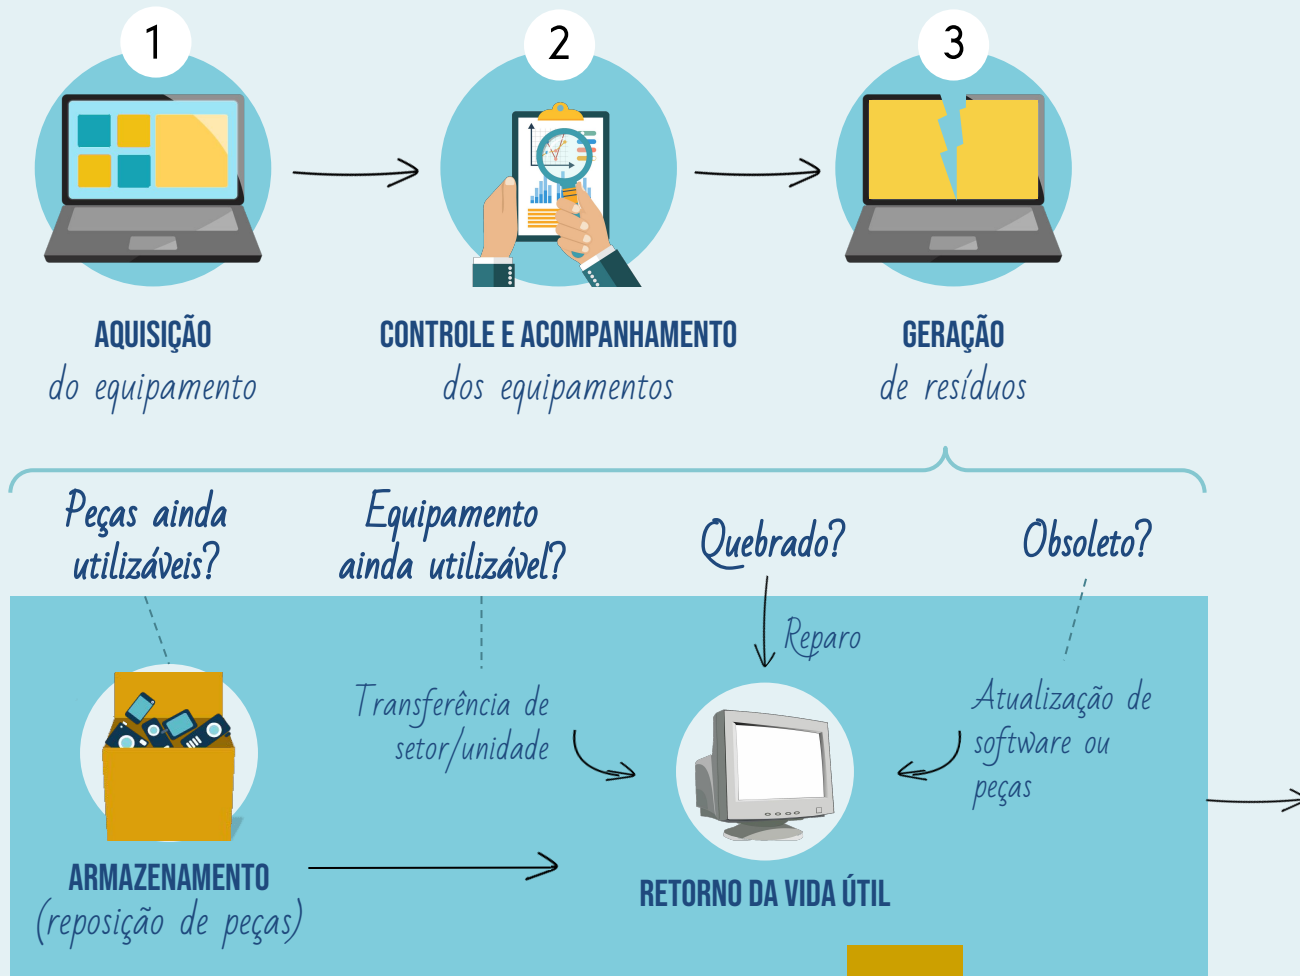 1
2
3
AQUISIÇÃO
do equipamento
CONTROLE E ACOMPANHAMENTO
dos equipamentos
GERAÇÃO
de resíduos
Peças ainda
utilizáveis?
Equipamento
ainda utilizável?
Quebrado?
Obsoleto?
Reparo
Transferência de
setor/unidade
Atualização de
software ou
peças
ARMAZENAMENTO
(reposição de peças)
RETORNO DA VIDA ÚTIL